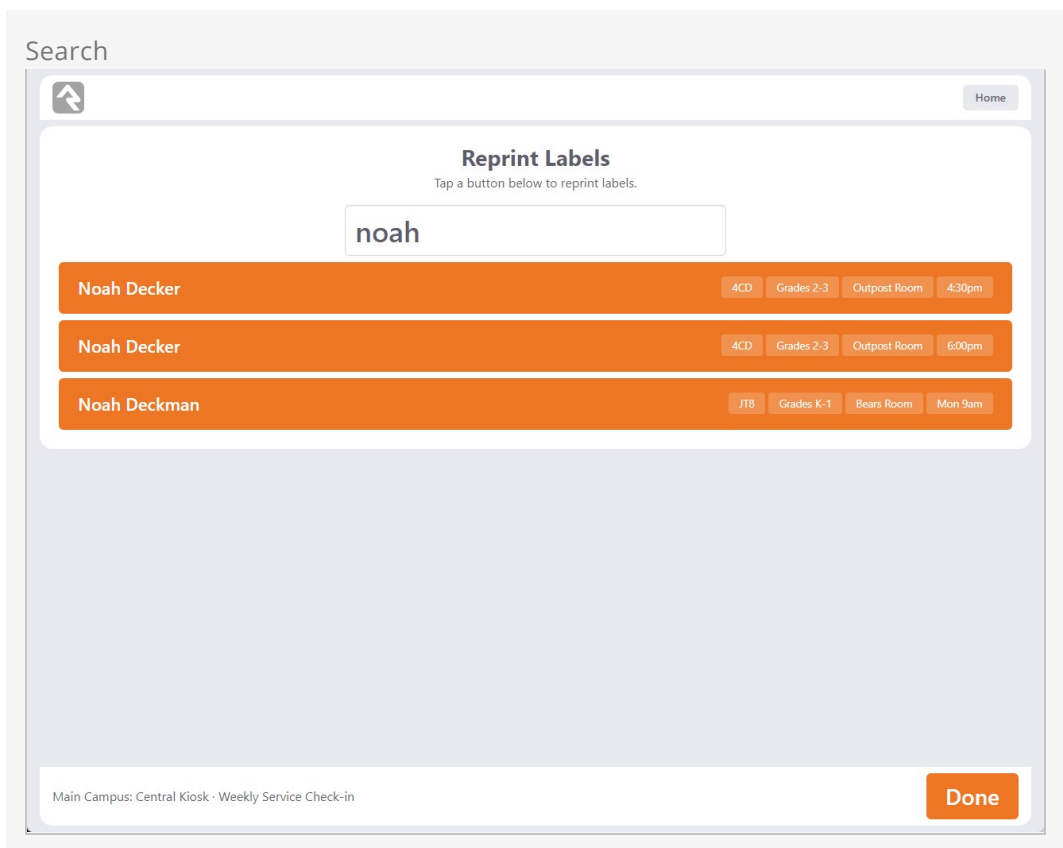 Search
Home
Reprint Labels
Tap a button below to reprint labels.
noah
Noah Decker 4CD Grades 2-3 Outpost Room 4:30pm
Noah Decker 4CD Grades 2-3 Outpost Room 6:00pm
Noah Deckman JT8 Grades K-1 Bears Room Mon 9am
Main Campus: Central Kiosk · Weekly Service Check-in
Done